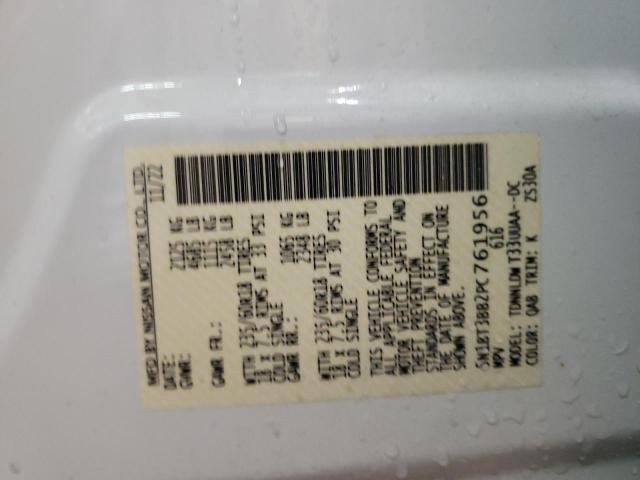 MFD BY NISSAN MOTOR CO., LTD.
DATE: 11/22
GVWR: 2125 KG
4685 LB
GAWR FR.: 1115 KG
2458 LB
WITH 235/60R18 TIRES
18 X 7.5 RIMS AT 33 PSI
COLD SINGLE
GAWR RR.: 1065 KG
2348 LB
WITH 235/60R18 TIRES
18 X 7.5 RIMS AT 30 PSI
COLD SINGLE
THIS VEHICLE CONFORMS TO
ALL APPLICABLE FEDERAL
MOTOR VEHICLE SAFETY AND
THEFT PREVENTION
STANDARDS IN EFFECT ON
THE DATE OF MANUFACTURE
SHOWN ABOVE.
5N1BT3BB2PC761956
MPV 616
MODEL: TDNNLDW T33UUAA--DC
COLOR: QAB TRIM: K ZS30A